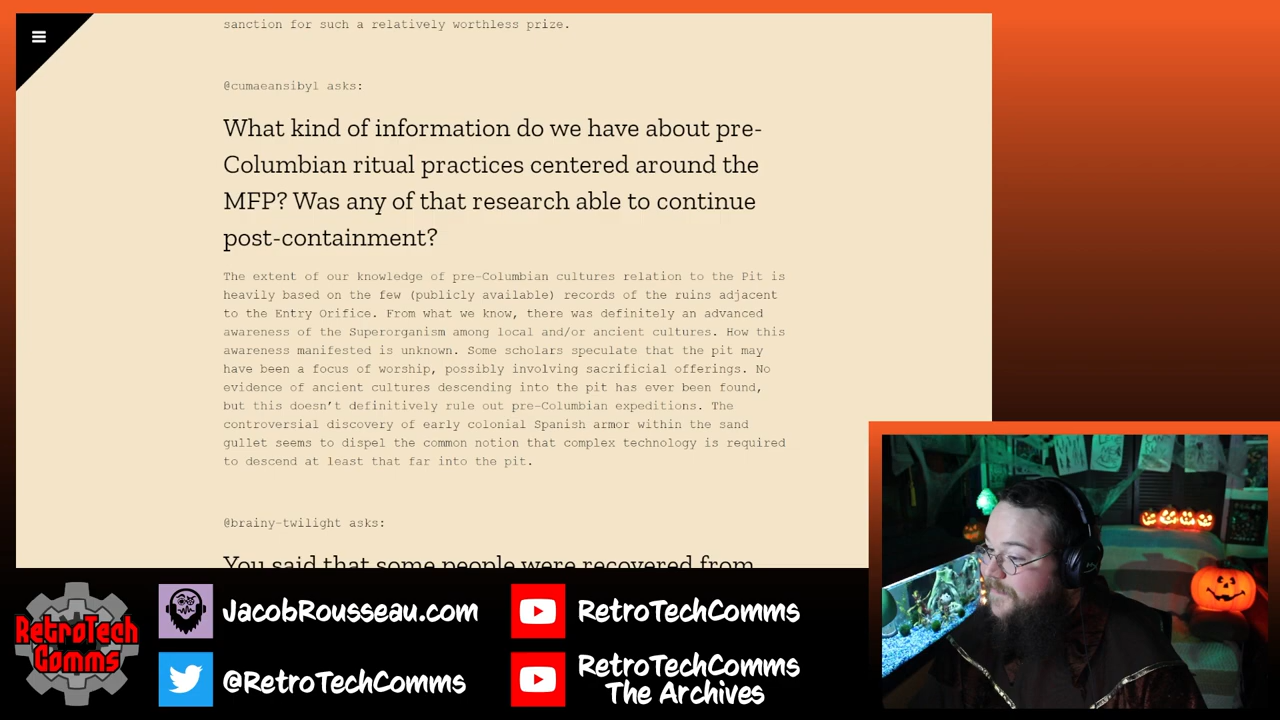 sanction for such a relatively worthless prize.
@cumaeansibyl asks:
What kind of information do we have about pre-
Columbian ritual practices centered around the
MFP? Was any of that research able to continue
post-containment?
The extent of our knowledge of pre-Columbian cultures relation to the Pit is
heavily based on the few (publicly available) records of the ruins adjacent
to the Entry Orifice. From what we know, there was definitely an advanced
awareness of the Superorganism among local and/or ancient cultures. How this
awareness manifested is unknown. Some scholars speculate that the pit may
have been a focus of worship, possibly involving sacrificial offerings. No
evidence of ancient cultures descending into the pit has ever been found,
but this doesn’t definitively rule out pre-Columbian expeditions. The
controversial discovery of early colonial Spanish armor within the sand
gullet seems to dispel the common notion that complex technology is required
to descend at least that far into the pit.
@brainy-twilight asks:
You said that some people were recovered from
RetroTech
Comms
JacobRousseau.com
@RetroTechComms
RetroTechComms
RetroTechComms
The Archives